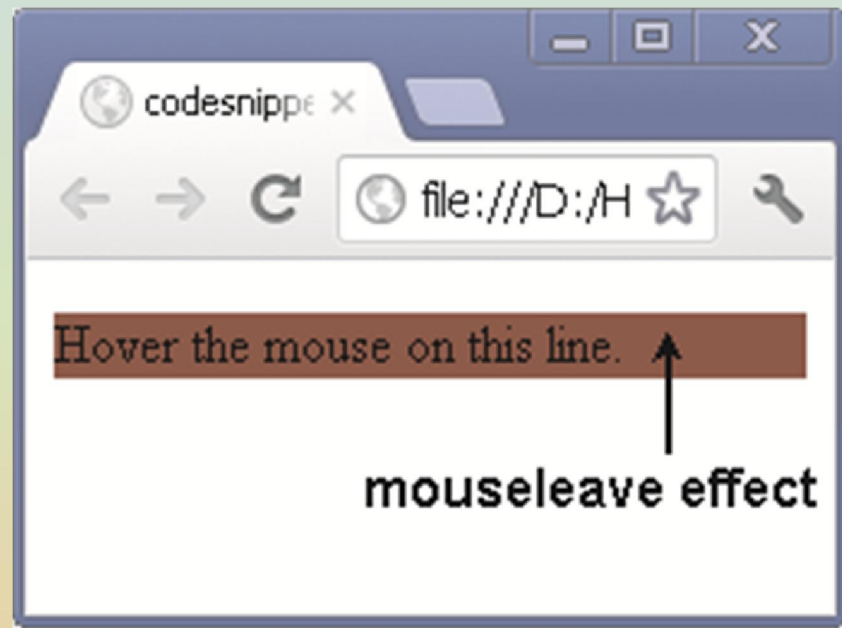 codesnippe
file:///D:/H
Hover the mouse on this line.
mouseleave effect